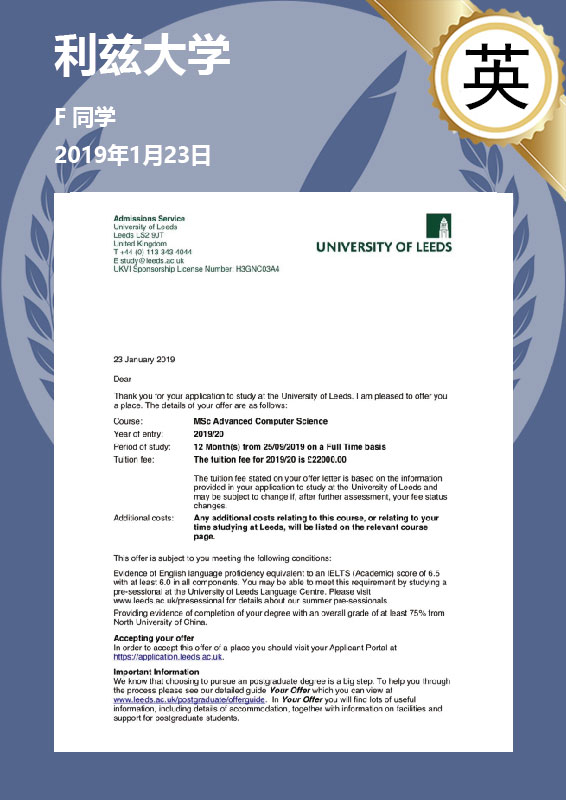 利兹大学
F 同学
2019年1月23日
英
Admissions Service
University of Leeds
Leeds LS2 9JT
United Kingdom
T +44 (0) 113 343 4044
E study@leeds.ac.uk
UKVI Sponsorship License Number: H3GNC03A4
UNIVERSITY OF LEEDS
23 January 2019
Dear
Thank you for your application to study at the University of Leeds. I am pleased to offer you
a place. The details of your offer are as follows:
Course: MSc Advanced Computer Science
Year of entry: 2019/20
Period of study: 12 Month(s) from 25/09/2019 on a Full Time basis
Tuition fee: The tuition fee for 2019/20 is £22000.00
The tuition fee stated on your offer letter is based on the information
provided in your application to study at the University of Leeds and
may be subject to change if, after further assessment, your fee status
changes.
Additional costs: Any additional costs relating to this course, or relating to your
time studying at Leeds, will be listed on the relevant course
page.
This offer is subject to you meeting the following conditions:
Evidence of English language proficiency equivalent to an IELTS (Academic) score of 6.5
with at least 6.0 in all components. You may be able to meet this requirement by studying a
pre-sessional at the University of Leeds Language Centre. Please visit
www.leeds.ac.uk/presessional for details about our summer pre-sessionals.
Providing evidence of completion of your degree with an overall grade of at least 75% from
North University of China.
Accepting your offer
In order to accept this offer of a place you should visit your Applicant Portal at
https://application.leeds.ac.uk.
Important Information
We know that choosing to pursue an postgraduate degree is a big step. To help you through
the process please see our detailed guide Your Offer which you can view at
www.leeds.ac.uk/postgraduate/offerguide. In Your Offer you will find lots of useful
information, including details of accommodation, together with information on facilities and
support for postgraduate students.